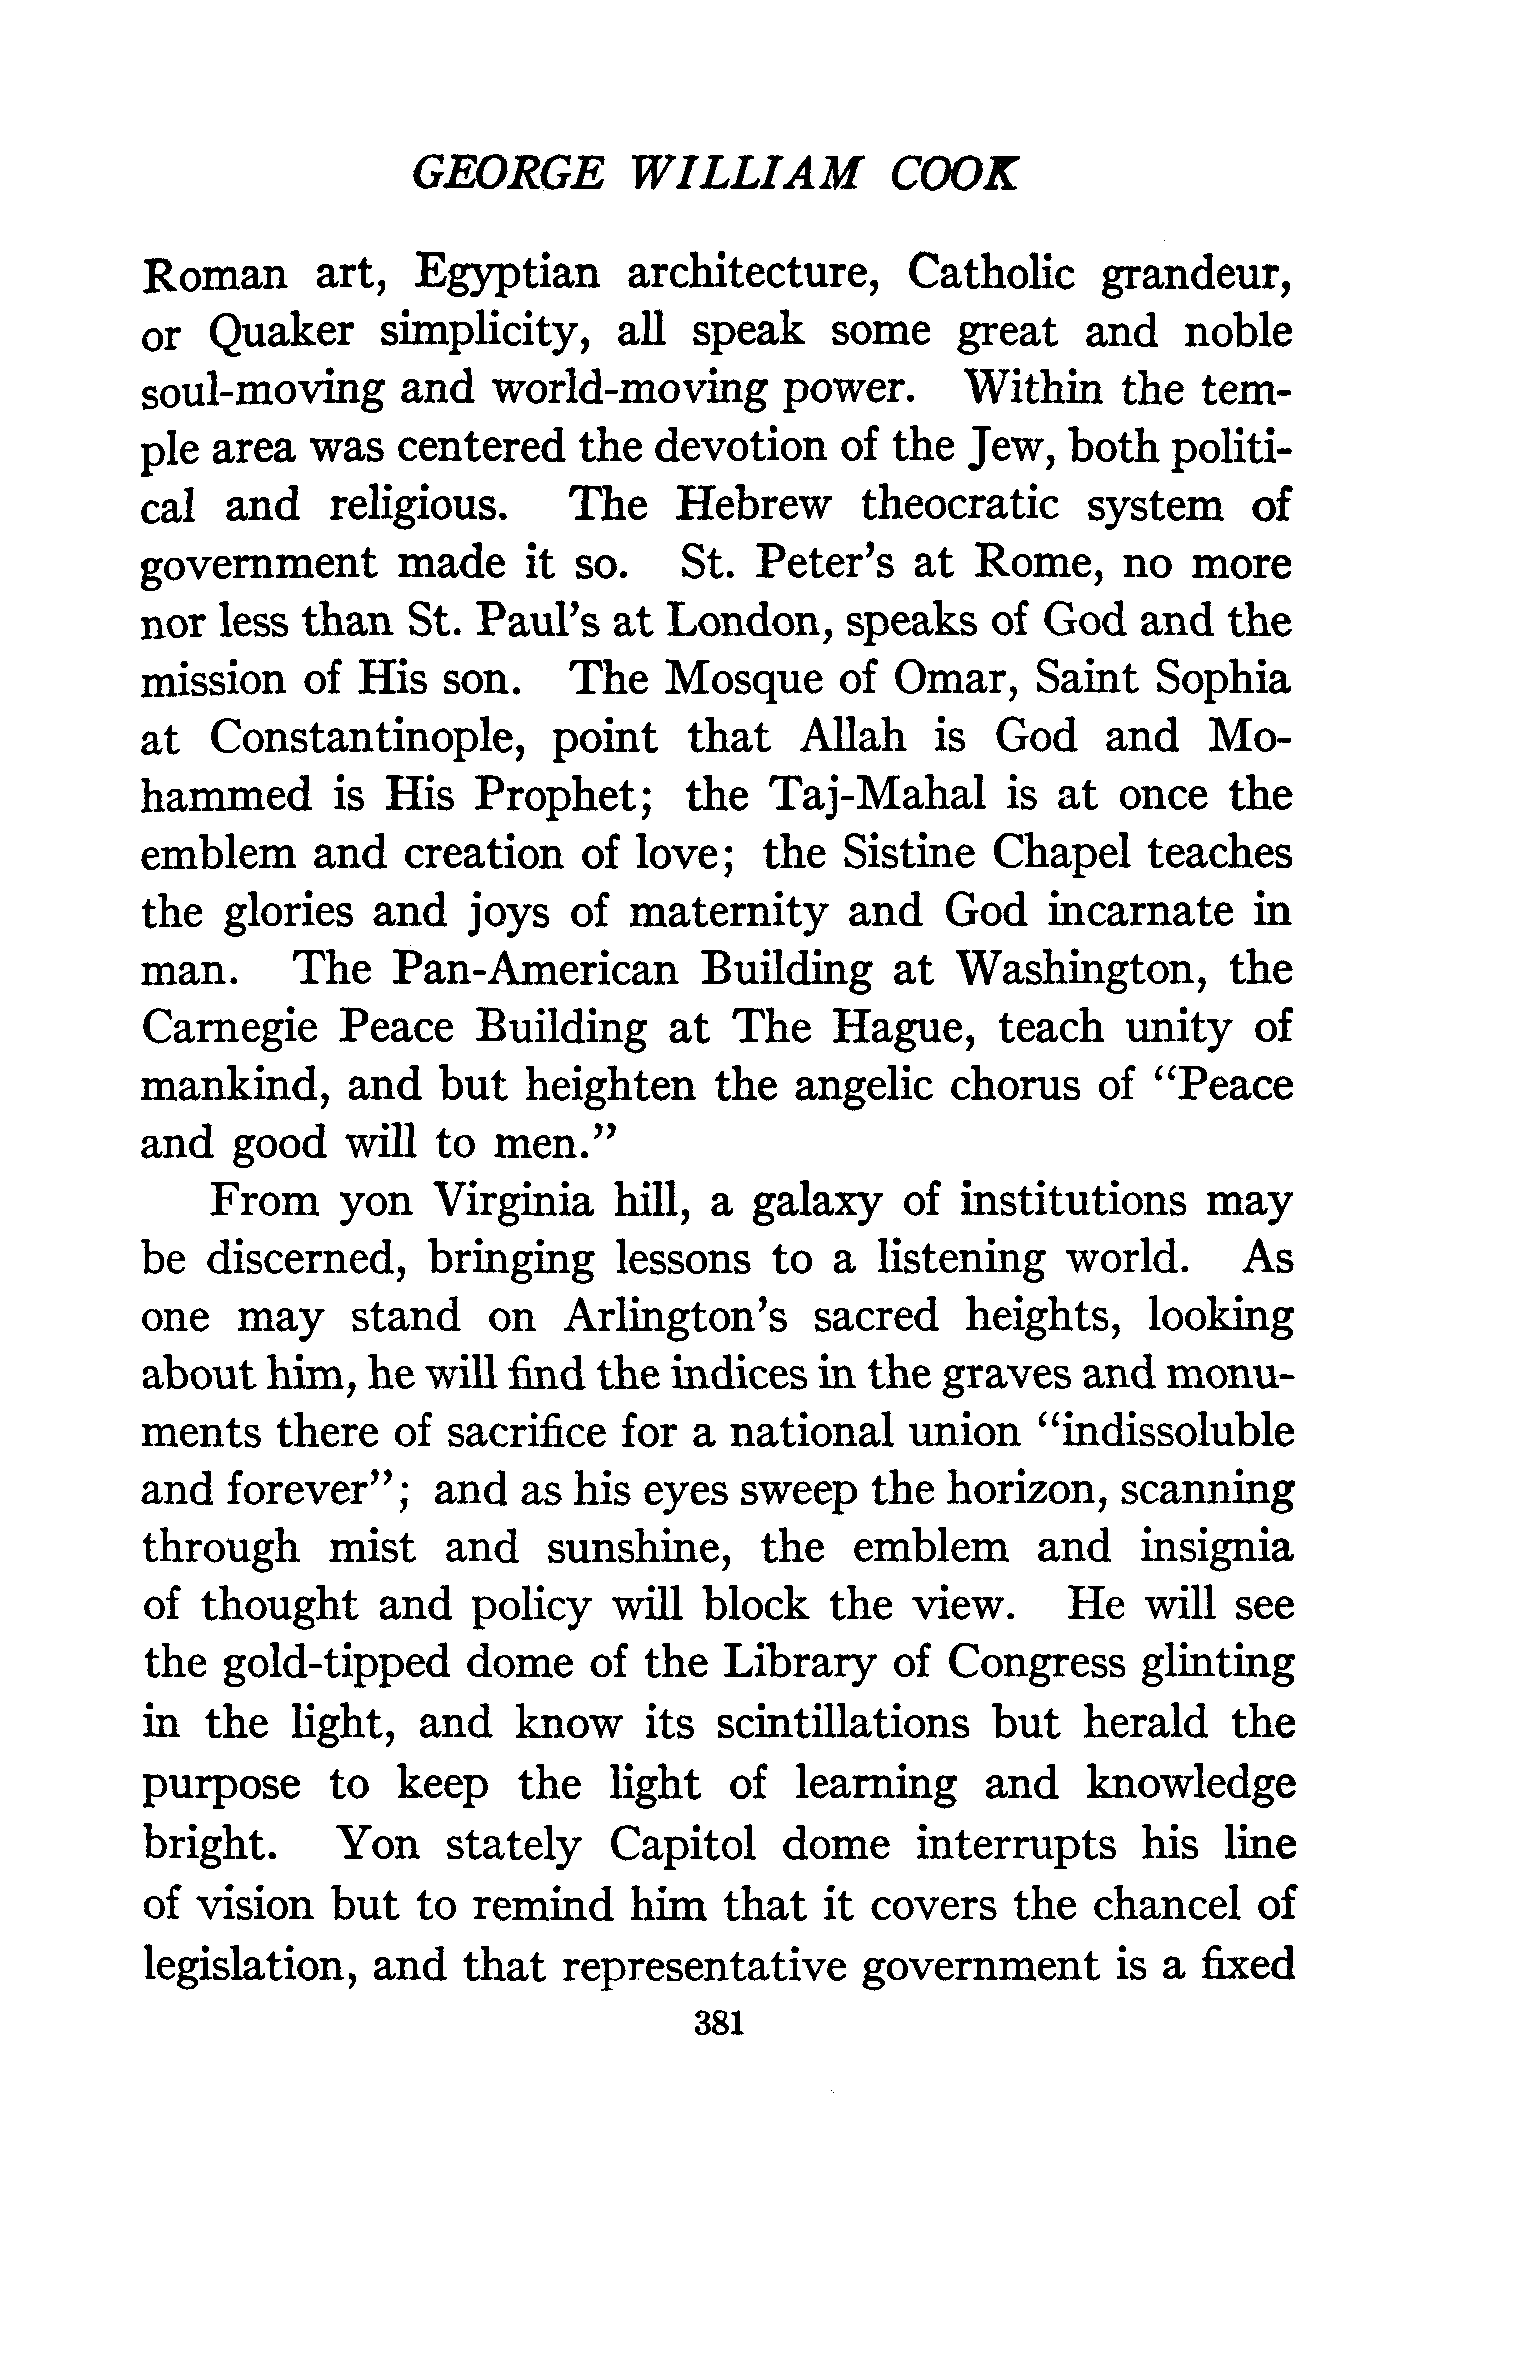 GEORGE WILLIAM COOK
Roman art, Egyptian architecture, Catholic grandeur,
or Quaker simplicity, all speak some great and noble
soul-moving and world-moving power. Within the tem-
ple area was centered the devotion of the Jew, both politi-
cal and religious. The Hebrew theocratic system of
government made it so. St. Peter's at Rome, no more
nor less than St. Paul's at London, speaks of God and the
mission of His son. The Mosque of Omar, Saint Sophia
at Constantinople, point that Allah is God and Mo-
hammed is His Prophet; the Taj-Mahal is at once the
emblem and creation of love; the Sistine Chapel teaches
the glories and joys of maternity and God incarnate in
man. The Pan-American Building at Washington, the
Carnegie Peace Building at The Hague, teach unity of
mankind, and but heighten the angelic chorus of "Peace
and good will to men."
From yon Virginia hill, a galaxy of institutions may
be discerned, bringing lessons to a listening world. As
one may stand on Arlington's sacred heights, looking
about him, he will find the indices in the graves and monu-
ments there of sacrifice for a national union "indissoluble
and forever"; and as his eyes sweep the horizon, scanning
through mist and sunshine, the emblem and insignia
of thought and policy will block the view. He will see
the gold-tipped dome of the Library of Congress glinting
in the light, and know its scintillations but herald the
purpose to keep the light of learning and knowledge
bright. Yon stately Capitol dome interrupts his line
of vision but to remind him that it covers the chancel of
legislation, and that representative government is a fixed
381